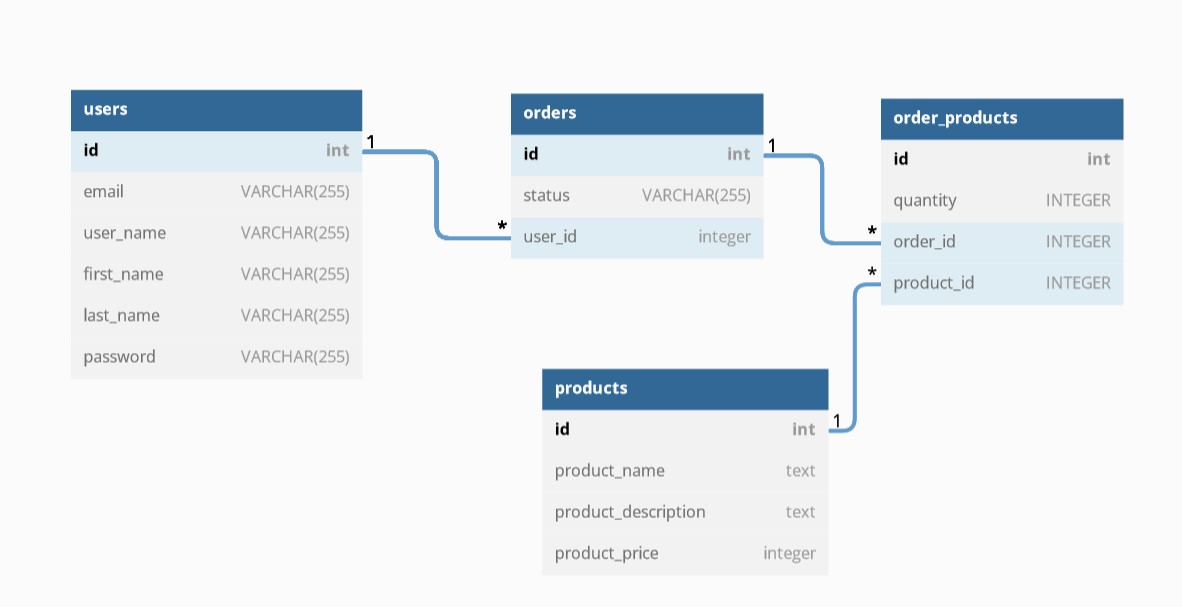 users
id int
email VARCHAR(255)
user_name VARCHAR(255)
first_name VARCHAR(255)
last_name VARCHAR(255)
password VARCHAR(255)
1
*
orders
id int
status VARCHAR(255)
user_id integer
1
*
*
order_products
id int
quantity INTEGER
order_id INTEGER
product_id INTEGER
products
id int
product_name text
product_description text
product_price integer
1